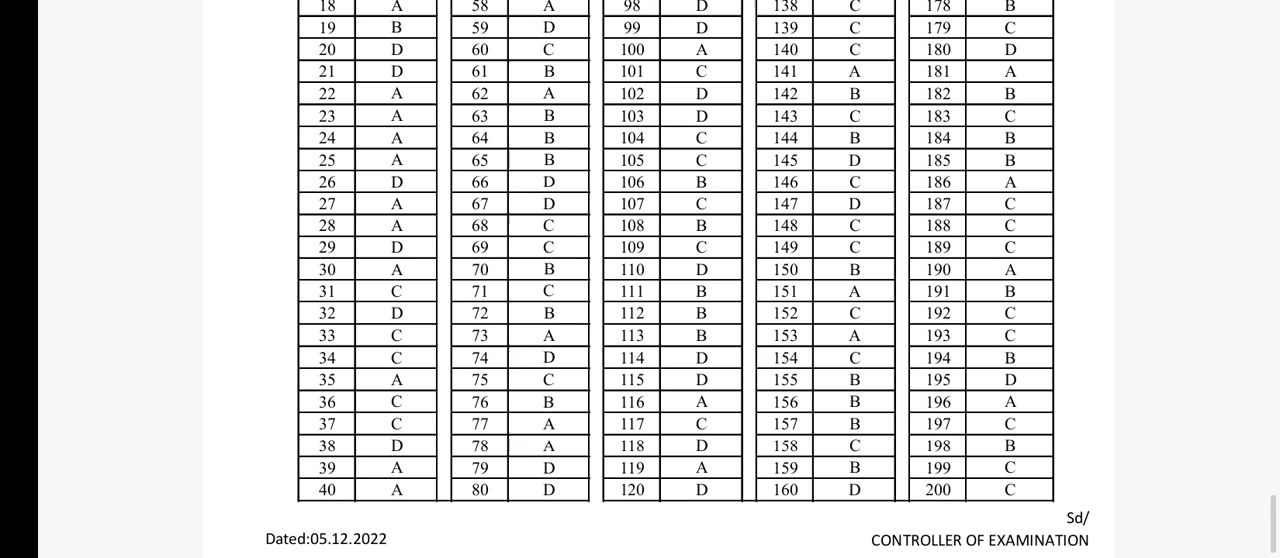 18 A 58 A 98 D 138 C 178 B
19 B 59 D 99 D 139 C 179 C
20 D 60 C 100 A 140 C 180 D
21 D 61 B 101 C 141 A 181 A
22 A 62 A 102 D 142 B 182 B
23 A 63 B 103 D 143 C 183 C
24 A 64 B 104 C 144 B 184 B
25 A 65 B 105 C 145 D 185 B
26 D 66 D 106 B 146 C 186 A
27 A 67 D 107 C 147 D 187 C
28 A 68 C 108 B 148 C 188 C
29 D 69 C 109 C 149 C 189 C
30 A 70 B 110 D 150 B 190 A
31 C 71 C 111 B 151 A 191 B
32 D 72 B 112 B 152 C 192 C
33 C 73 A 113 B 153 A 193 C
34 C 74 D 114 D 154 C 194 B
35 A 75 C 115 D 155 B 195 D
36 C 76 B 116 A 156 B 196 A
37 C 77 A 117 C 157 B 197 C
38 D 78 A 118 D 158 C 198 B
39 A 79 D 119 A 159 B 199 C
40 A 80 D 120 D 160 D 200 C
Sd/
Dated:05.12.2022 CONTROLLER OF EXAMINATION